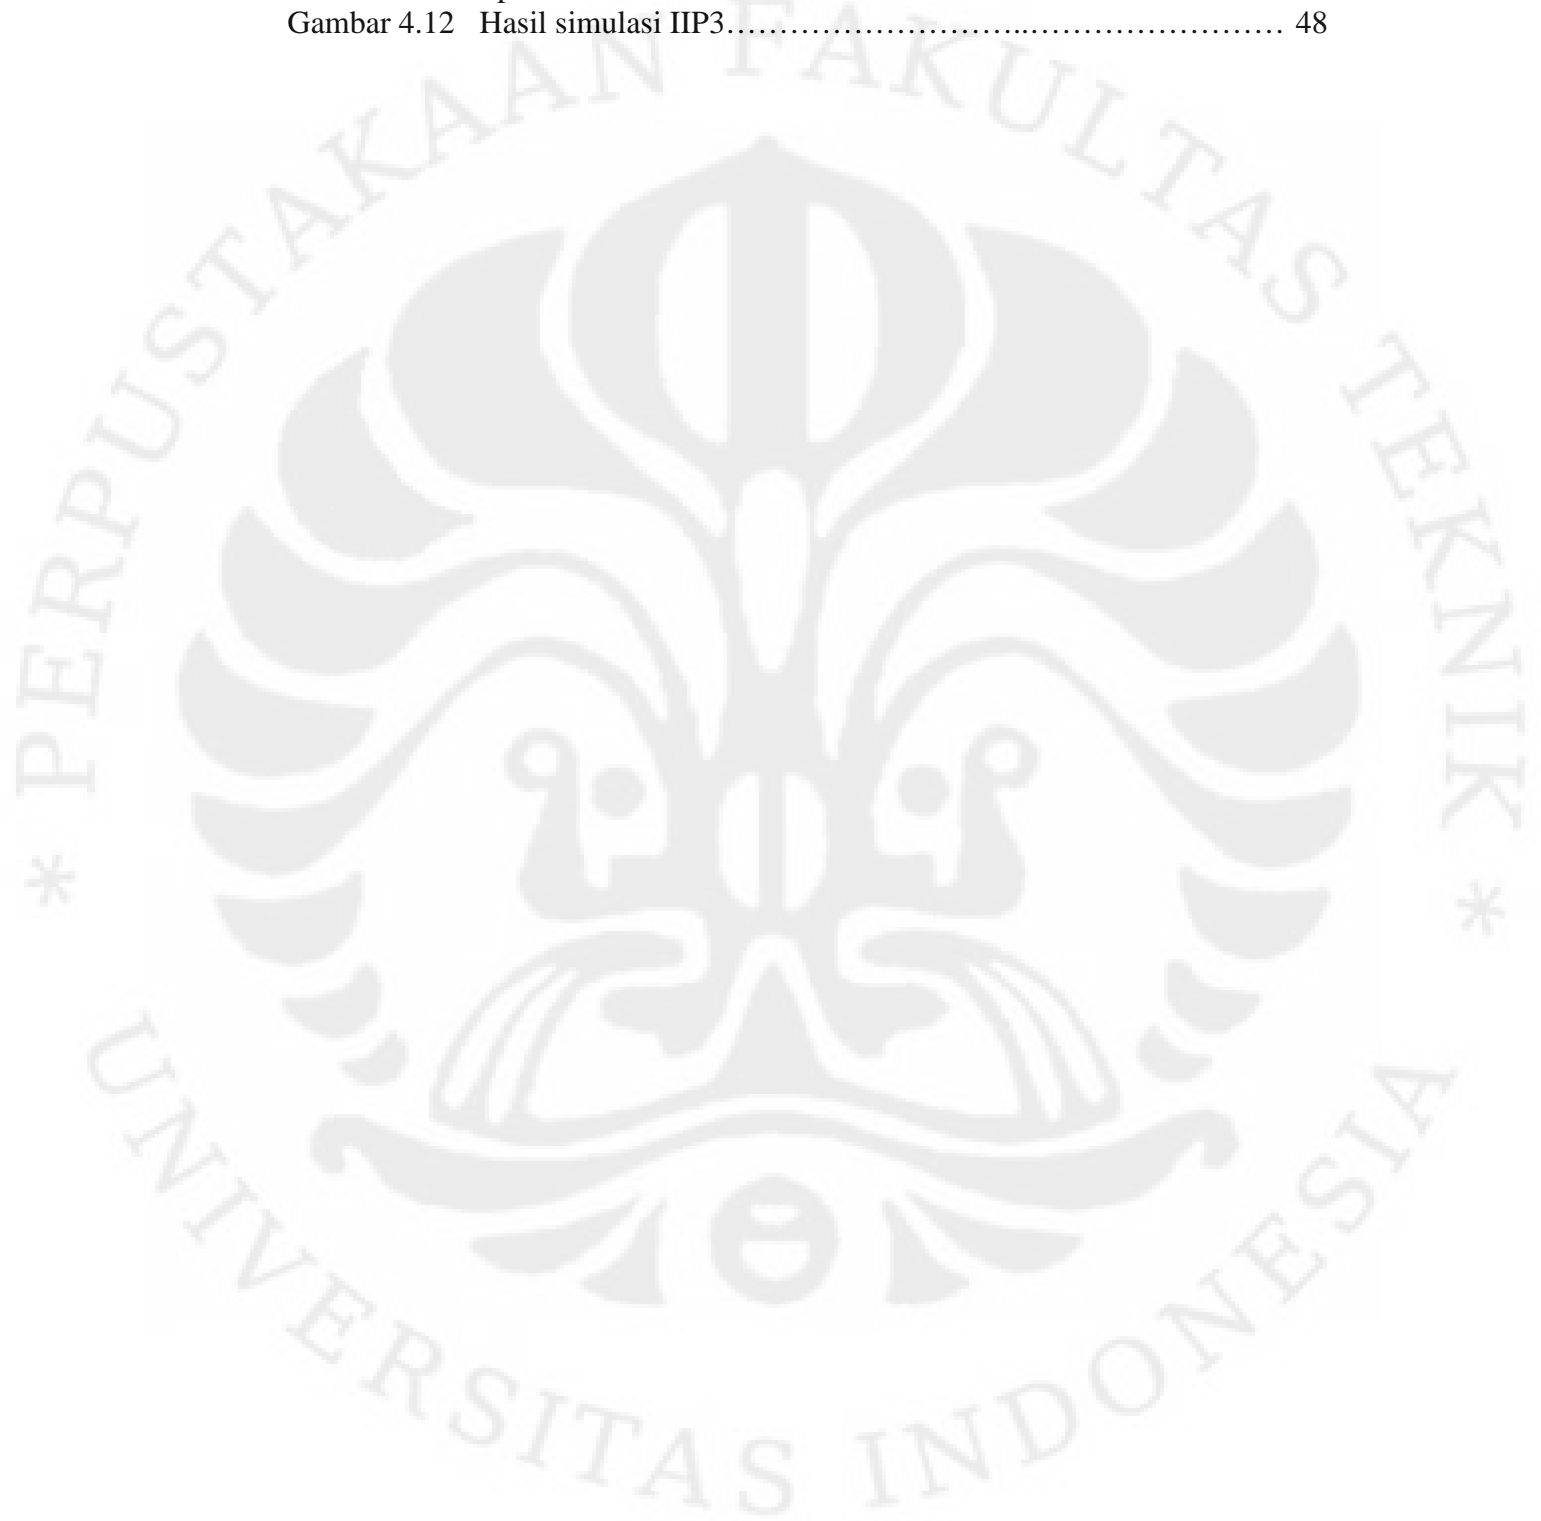 Gambar 4.12 Hasil simulasi IIP3………………………..…………………… 48
* PERPUSTAKAAN FAKULTAS TEKNIK *
UNIVERSITAS INDONESIA